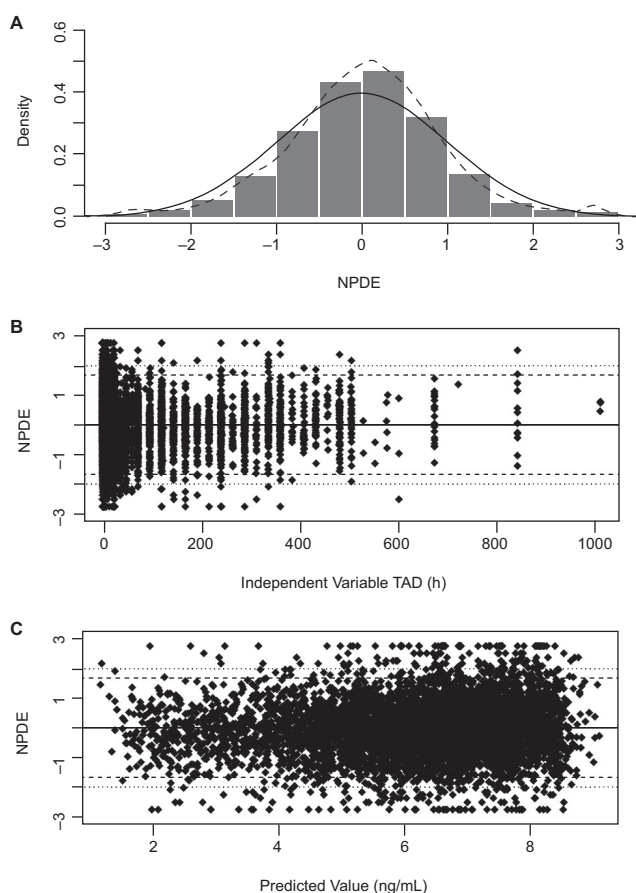 A
0.6
0.4
0.2
0.0
Density
−3 −2 −1 0 1 2 3
NPDE
B
3
1
−1
−3
NPDE
0 200 400 600 800 1000
Independent Variable TAD (h)
C
3
1
−1
−3
NPDE
2 4 6 8
Predicted Value (ng/mL)